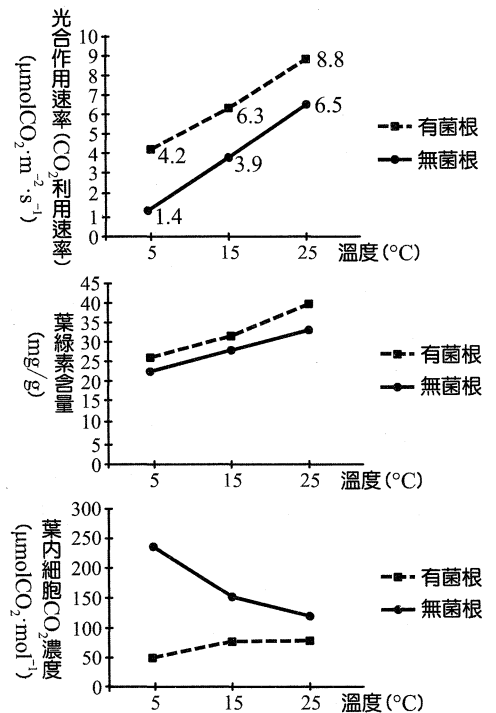 光合作用速率(CO₂利用速率)
(μmolCO₂·m⁻²·s⁻¹)
10
9
8
7
6
5
4
3
2
1
0
8.8
6.3
4.2
6.5
3.9
1.4
有菌根
無菌根
5 15 25 溫度(°C)
葉綠素含量
(mg/g)
45
40
35
30
25
20
15
10
5
0
有菌根
無菌根
5 15 25 溫度(°C)
葉內細胞CO₂濃度
(μmolCO₂·mol⁻¹)
300
250
200
150
100
50
0
有菌根
無菌根
5 15 25 溫度(°C)